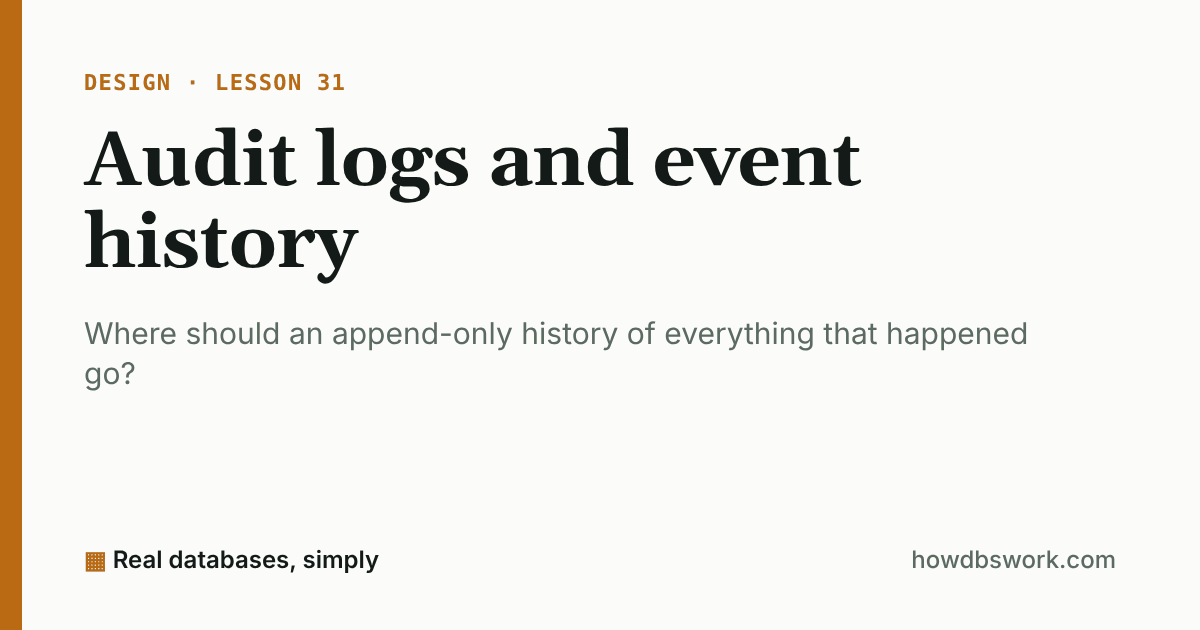 DESIGN · LESSON 31
Audit logs and event
history
Where should an append-only history of everything that happened
go?
Real databases, simply
howdbswork.com